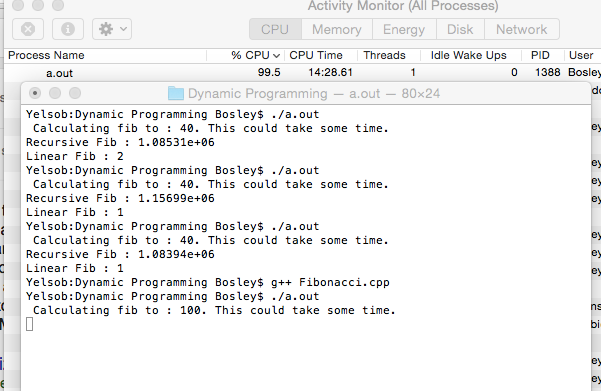 Activity Monitor (All Processes)
CPU Memory Energy Disk Network
Process Name % CPU CPU Time Threads Idle Wake Ups PID User
a.out 99.5 14:28.61 1 0 1388 Bosley
Dynamic Programming — a.out — 80×24
Yelsob:Dynamic Programming Bosley$ ./a.out
Calculating fib to : 40. This could take some time.
Recursive Fib : 1.08531e+06
Linear Fib : 2
Yelsob:Dynamic Programming Bosley$ ./a.out
Calculating fib to : 40. This could take some time.
Recursive Fib : 1.15699e+06
Linear Fib : 1
Yelsob:Dynamic Programming Bosley$ ./a.out
Calculating fib to : 40. This could take some time.
Recursive Fib : 1.08394e+06
Linear Fib : 1
Yelsob:Dynamic Programming Bosley$ g++ Fibonacci.cpp
Yelsob:Dynamic Programming Bosley$ ./a.out
Calculating fib to : 100. This could take some time.